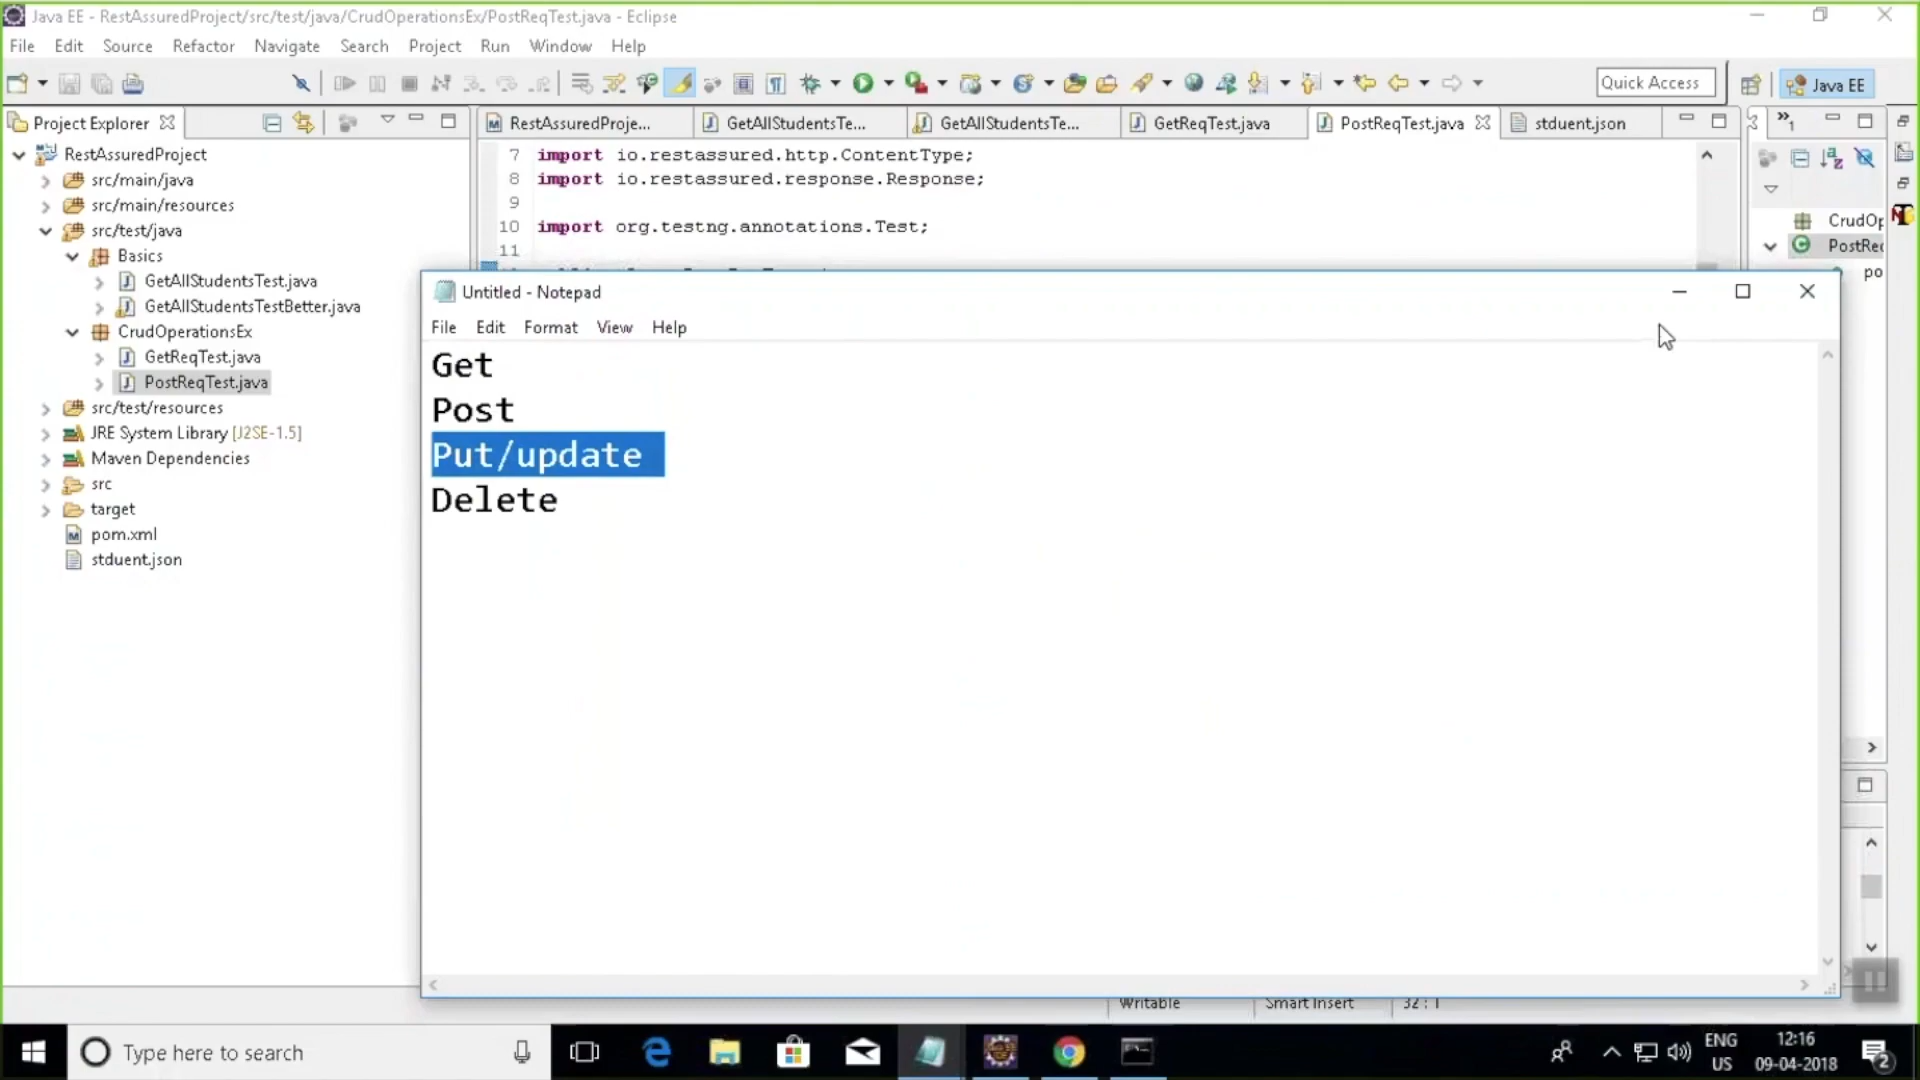 Java EE - RestAssuredProject/src/test/java/CrudOperationsEx/PostReqTest.java - Eclipse
File Edit Source Refactor Navigate Search Project Run Window Help
Quick Access
Java EE
Project Explorer
RestAssuredProje...
GetAllStudentsTe...
GetAllStudentsTe...
GetReqTest.java
PostReqTest.java
stduent.json
RestAssuredProject
src/main/java
src/main/resources
src/test/java
Basics
GetAllStudentsTest.java
GetAllStudentsTestBetter.java
CrudOperationsEx
GetReqTest.java
PostReqTest.java
src/test/resources
JRE System Library [J2SE-1.5]
Maven Dependencies
src
target
pom.xml
stduent.json
7 import io.restassured.http.ContentType;
8 import io.restassured.response.Response;
9
10 import org.testng.annotations.Test;
11
CrudOp
PostRec
po
Untitled - Notepad
File Edit Format View Help
Get
Post
Put/update
Delete
Writable
Smart Insert
32 : 1
Type here to search
ENG
US
12:16
09-04-2018
2